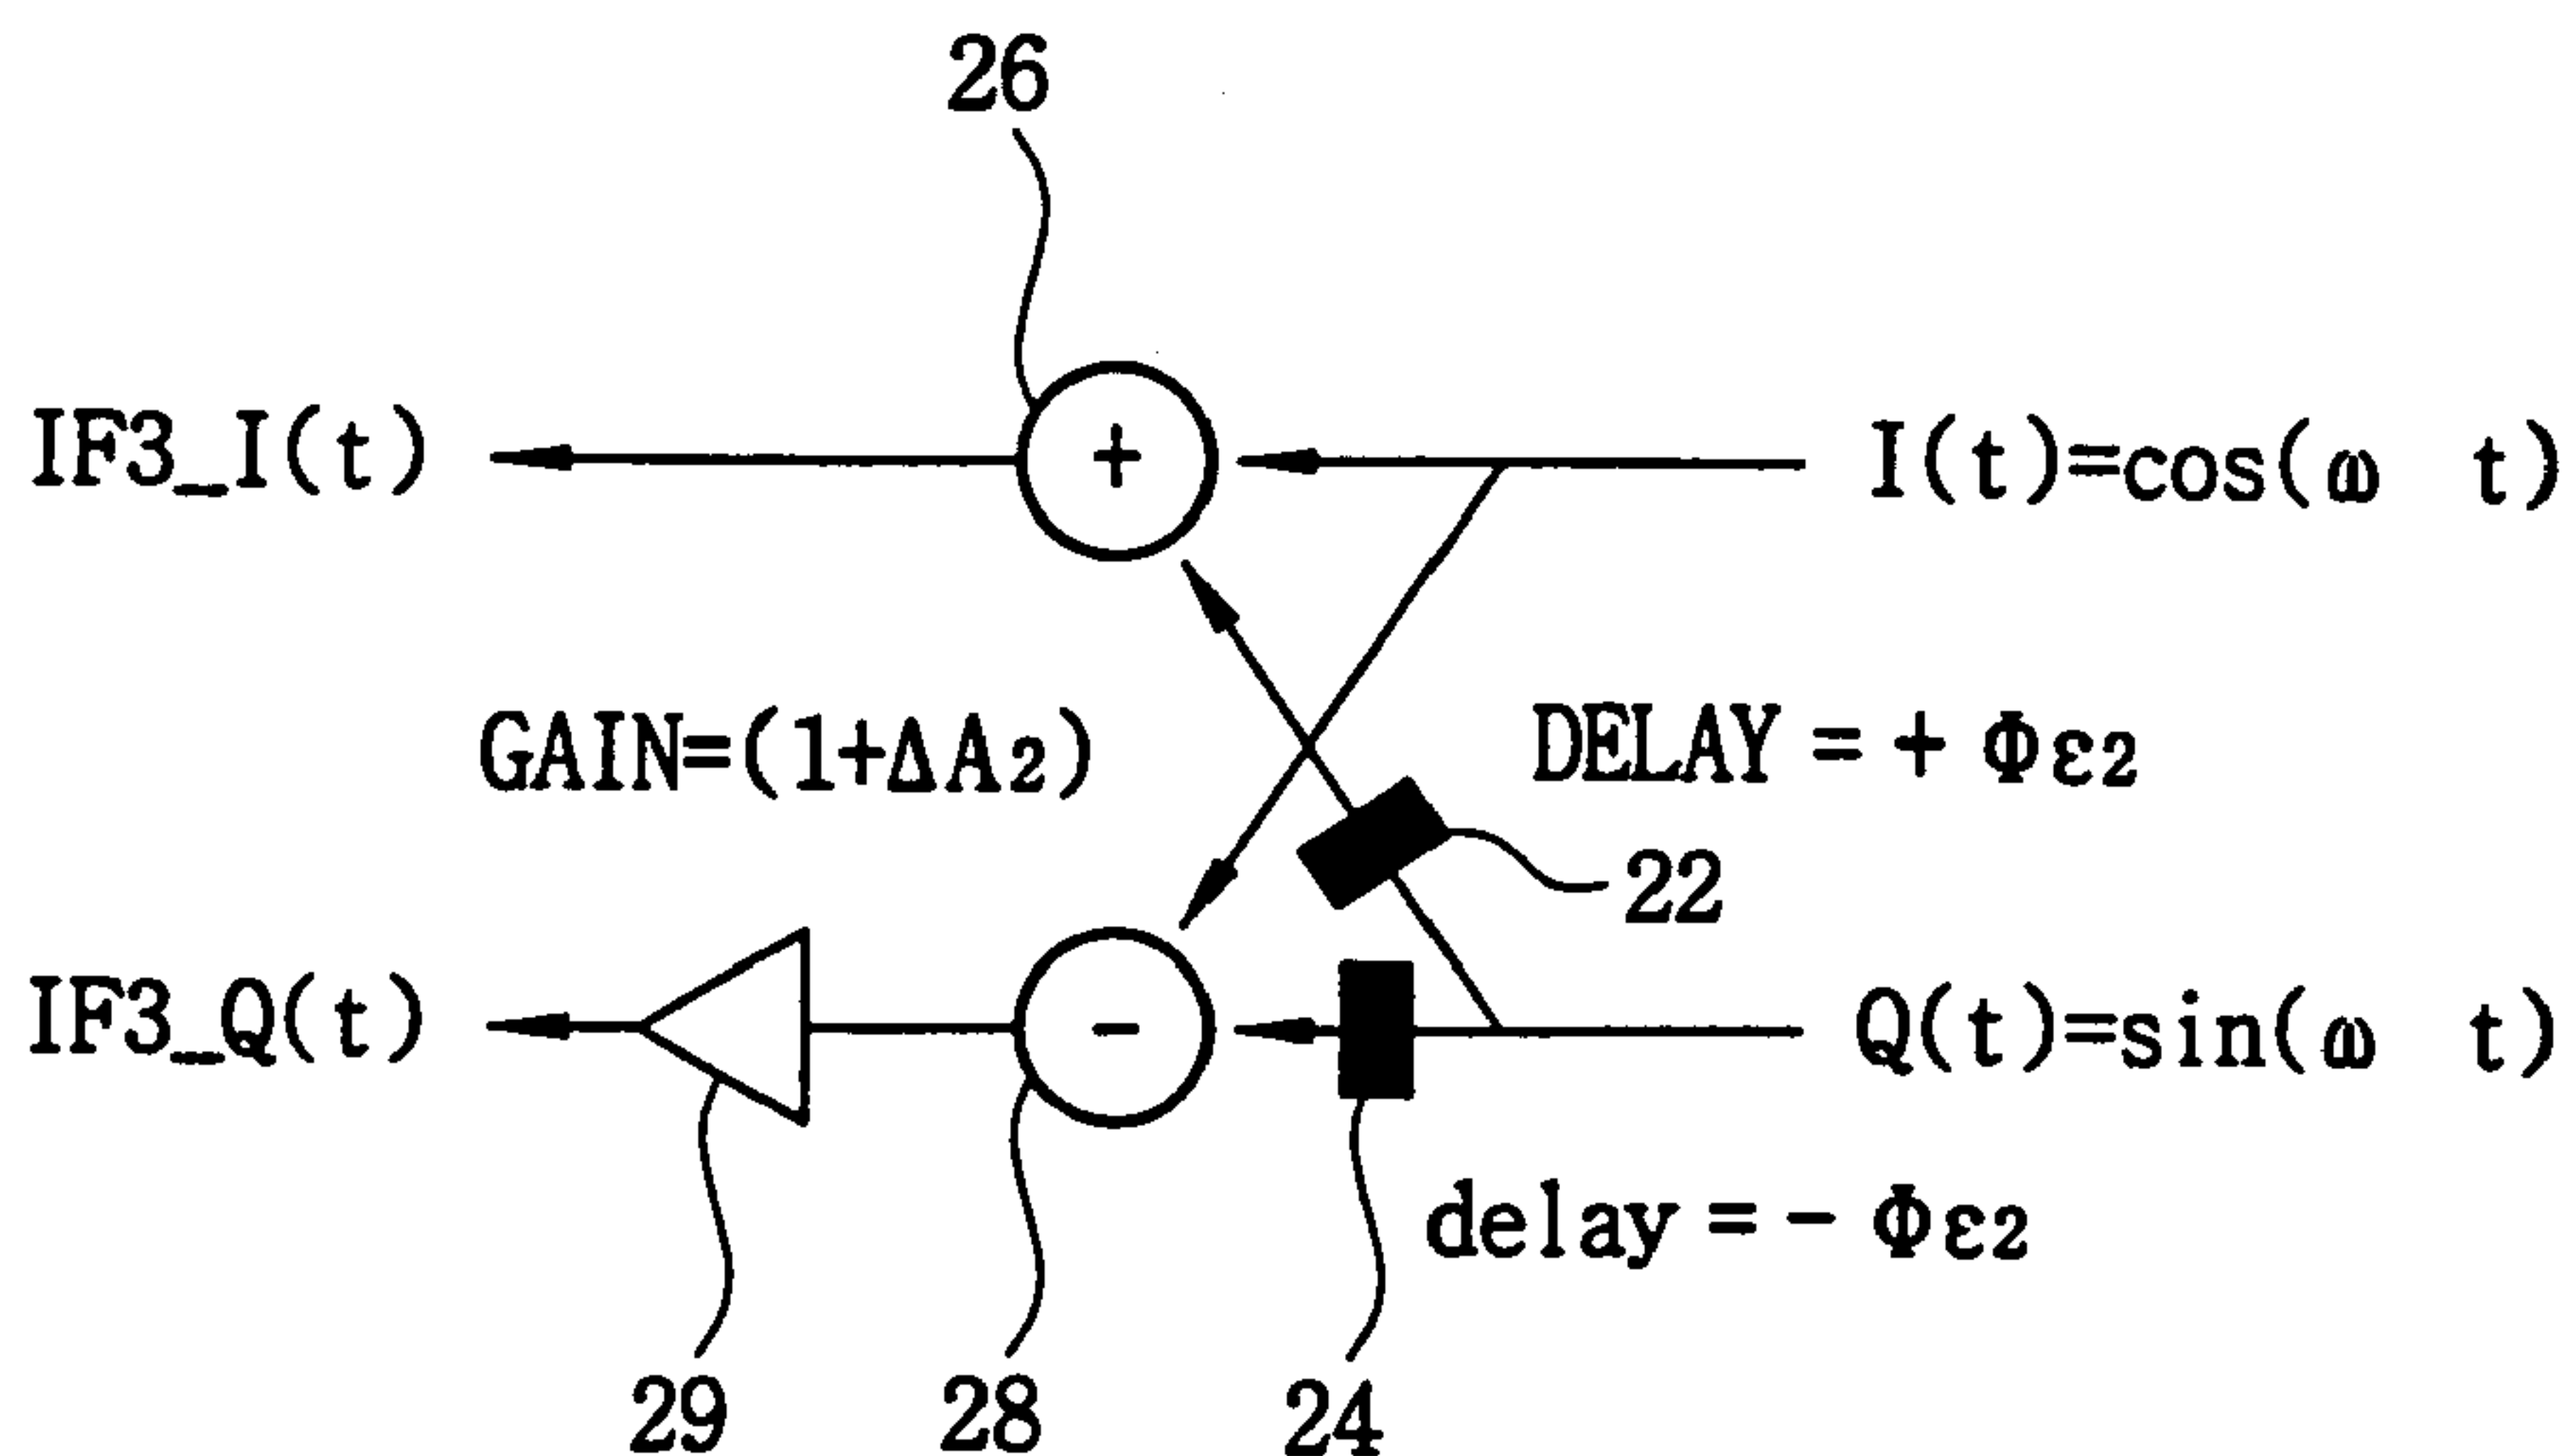 26
IF3_I(t)
+
I(t)=cos(ω t)
GAIN=(1+ΔA2)
DELAY = + Φε2
22
IF3_Q(t)
-
Q(t)=sin(ω t)
delay = - Φε2
29
28
24